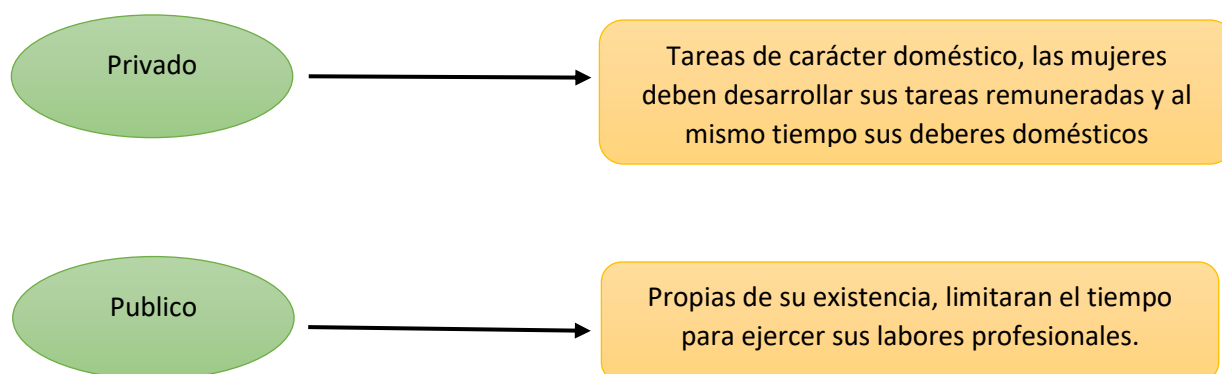 Privado
Tareas de carácter doméstico, las mujeres
deben desarrollar sus tareas remuneradas y al
mismo tiempo sus deberes domésticos
Publico
Propias de su existencia, limitaran el tiempo
para ejercer sus labores profesionales.